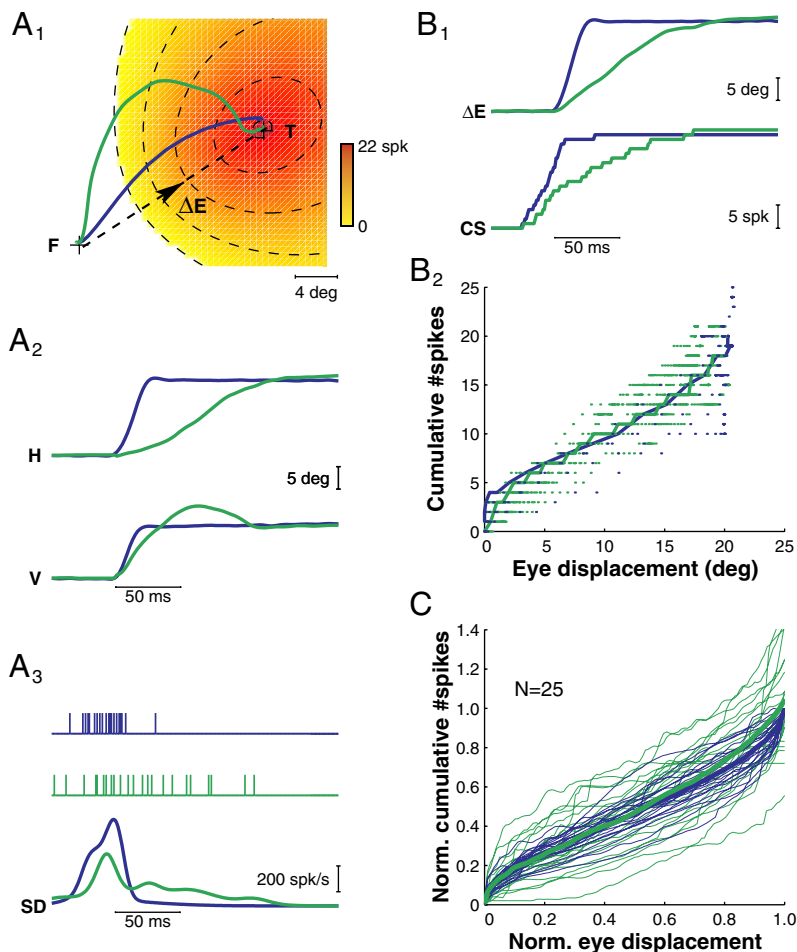 A1
T
22 spk
ΔE
0
F
4 deg
A2
H
5 deg
V
50 ms
A3
200 spk/s
SD
50 ms
B1
5 deg
ΔE
5 spk
CS
50 ms
B2
25
20
15
10
5
0
Cumulative #spikes
0
5
10
15
20
25
Eye displacement (deg)
C
1.4
1.2
N=25
1.0
0.8
0.6
0.4
0.2
0
Norm. cumulative #spikes
0
0.2
0.4
0.6
0.8
1.0
Norm. eye displacement